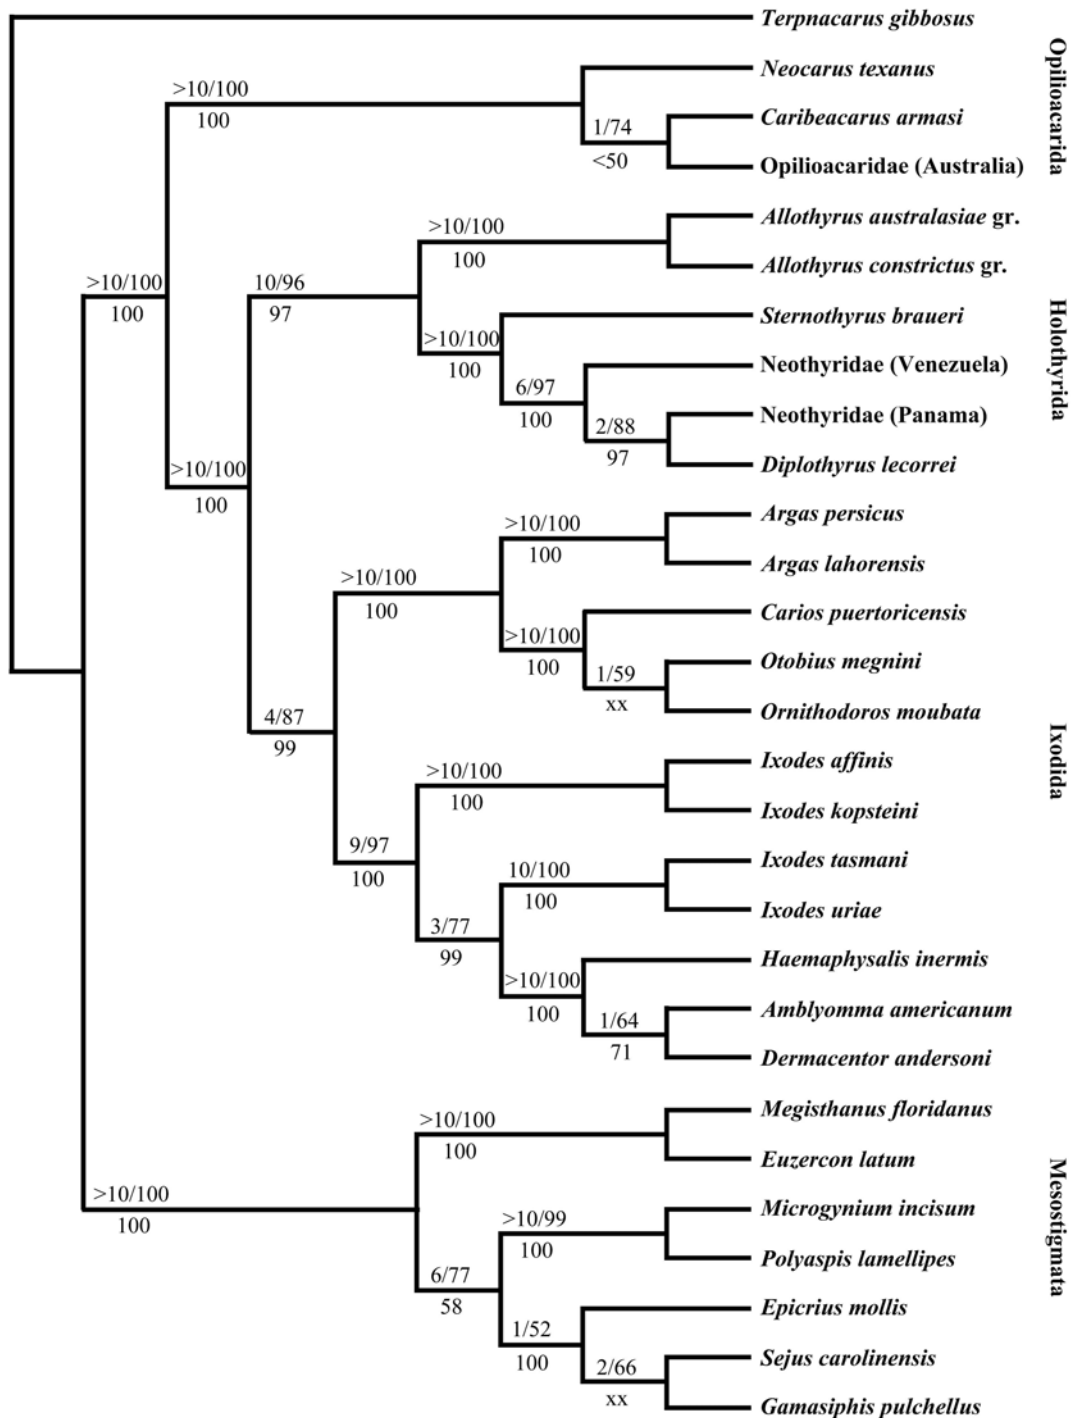 Terpnacarus gibbosus
Neocarus texanus
>10/100
100
Caribeacarus armasi
1/74
<50
Opilioacaridae (Australia)
Opilioacarida
Allothyrus australasiae gr.
>10/100
100
Allothyrus constrictus gr.
>10/100
100
10/96
97
Sternothyrus braueri
>10/100
100
Neothyridae (Venezuela)
6/97
100
Neothyridae (Panama)
2/88
97
Diplothyrus lecorrei
Holothyrida
>10/100
100
Argas persicus
>10/100
100
Argas lahorensis
>10/100
100
Carios puertoricensis
>10/100
100
Otobius megnini
1/59
xx
Ornithodoros moubata
4/87
99
Ixodes affinis
>10/100
100
Ixodes kopsteini
Ixodida
9/97
100
Ixodes tasmani
10/100
100
Ixodes uriae
3/77
99
Haemaphysalis inermis
>10/100
100
Amblyomma americanum
1/64
71
Dermacentor andersoni
Megisthanus floridanus
>10/100
100
Euzercon latum
>10/100
100
Microgynium incisum
>10/99
100
Polyaspis lamellipes
6/77
58
Epicrius mollis
1/52
100
Sejus carolinensis
2/66
xx
Gamasiphis pulchellus
Mesostigmata